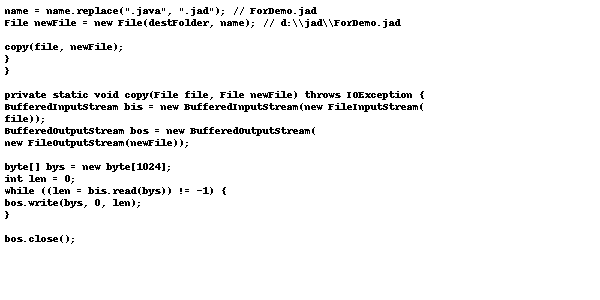 name = name.replace(".java", ".jad"); // ForDemo.jad
File newFile = new File(destFolder, name); // d:\\jad\\ForDemo.jad
copy(file, newFile);
}
}
private static void copy(File file, File newFile) throws IOException {
BufferedInputStream bis = new BufferedInputStream(new FileInputStream(
file));
BufferedOutputStream bos = new BufferedOutputStream(
new FileOutputStream(newFile));
byte[] bys = new byte[1024];
int len = 0;
while ((len = bis.read(bys)) != -1) {
bos.write(bys, 0, len);
}
bos.close();